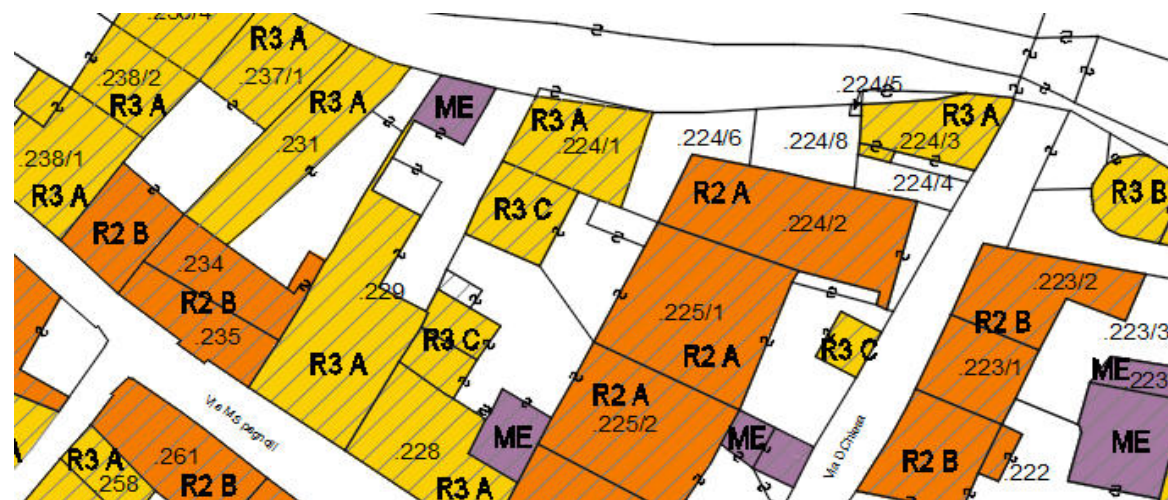 R3 A
.237/1
.238/2
R3 A
R3 A
ME
.224/5
R3 A
.224/1
.224/6
.224/8
R3 A
.224/3
.231
.238/1
R3 A
.224/4
R2 A
.224/2
R3 B
R3 C
R2 B
.234
R2 B
.235
.229
.223/2
R2 B
.223/3
.225/1
R2 A
R3 C
R3 C
R3 A
.223/1
ME
.223
R2 A
.225/2
ME
ME
ME
.228
R3 A
R3 A
.258
.261
R2 B
R2 B
.222